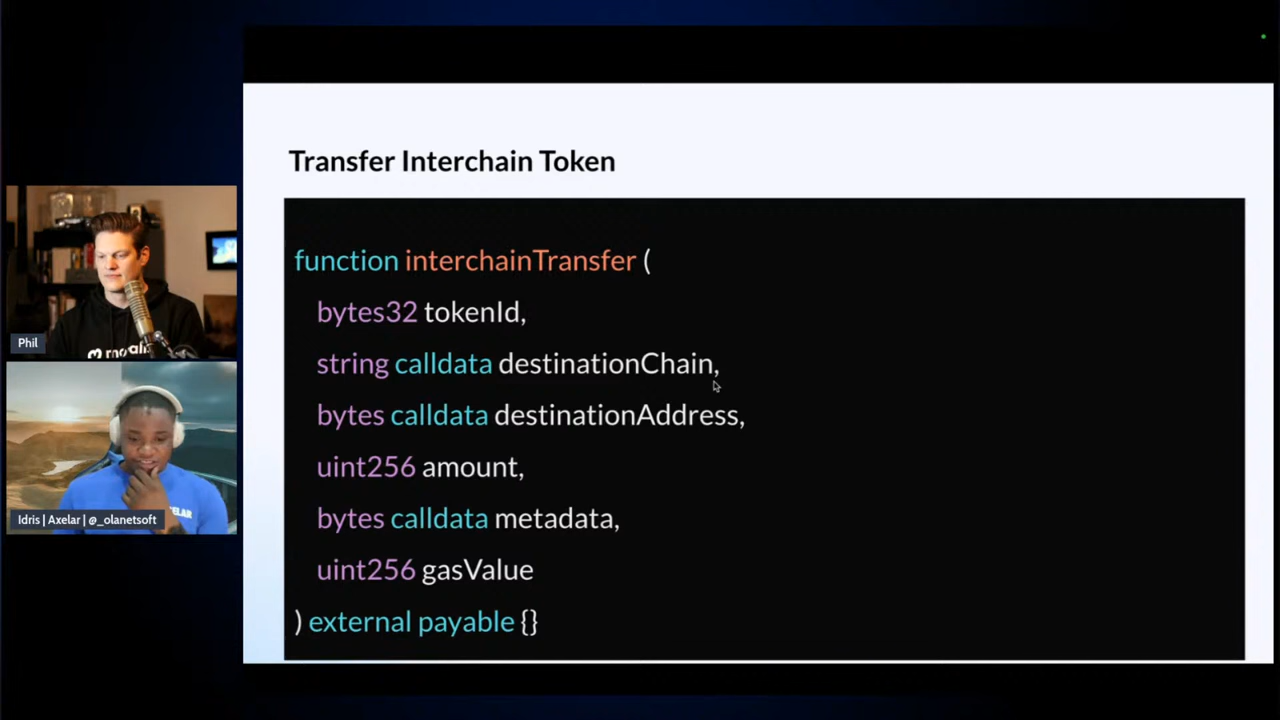 Transfer Interchain Token
function interchainTransfer (
bytes32 tokenId,
string calldata destinationChain,
bytes calldata destinationAddress,
uint256 amount,
bytes calldata metadata,
uint256 gasValue
) external payable {}
Phil
Idris | Axelar | @_olanetsoft